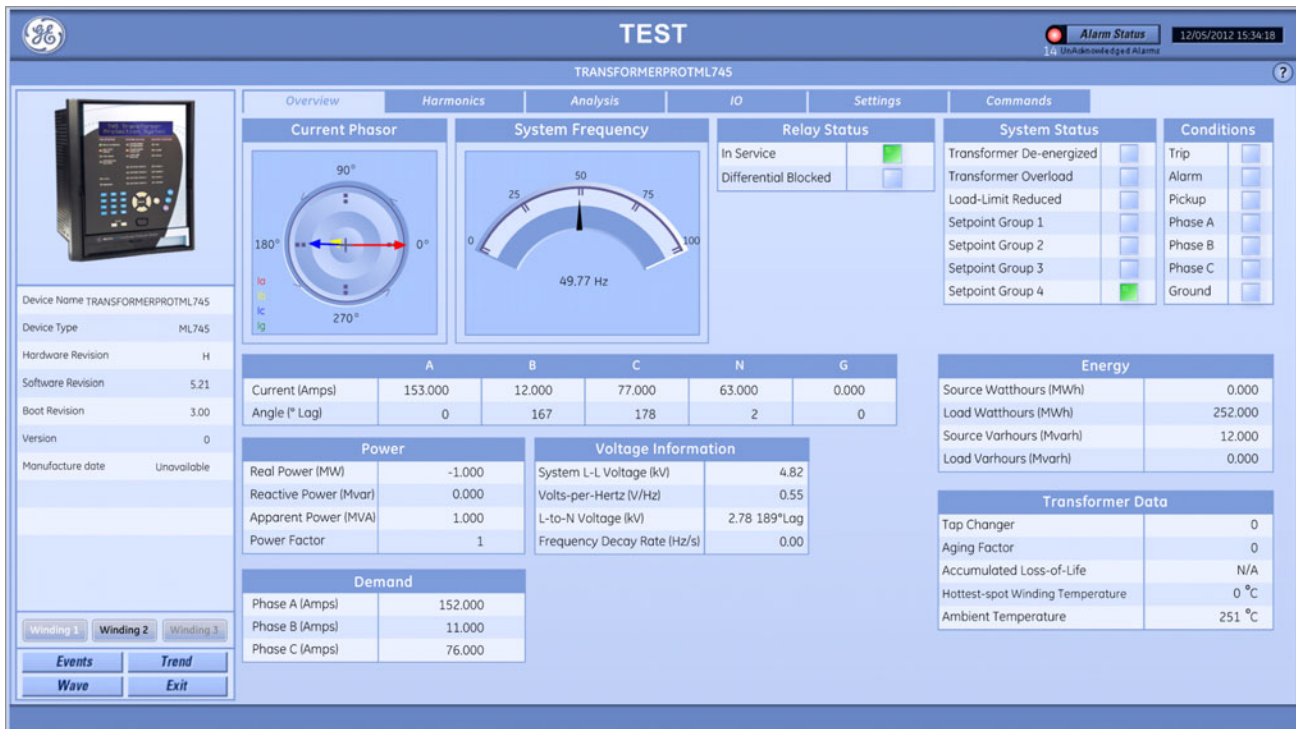 TEST
Alarm Status
14 UnAcknowledged Alarms
12/05/2012 15:34:18
TRANSFORMERPROTML745
?
Overview Harmonics Analysis IO Settings Commands
Current Phasor
90°
180°
0°
270°
Ia
Ic
Ig
System Frequency
0
25
50
75
100
49.77 Hz
Relay Status
In Service
Differential Blocked
System Status
Transformer De-energized
Transformer Overload
Load-Limit Reduced
Setpoint Group 1
Setpoint Group 2
Setpoint Group 3
Setpoint Group 4
Conditions
Trip
Alarm
Pickup
Phase A
Phase B
Phase C
Ground
Device Name TRANSFORMERPROTML745
Device Type ML745
Hardware Revision H
Software Revision 5.21
Boot Revision 3.00
Version 0
Manufacture date Unavailable
A B C N G
Current (Amps) 153.000 12.000 77.000 63.000 0.000
Angle (° Lag) 0 167 178 2 0
Power
Real Power (MW) -1.000
Reactive Power (Mvar) 0.000
Apparent Power (MVA) 1.000
Power Factor 1
Voltage Information
System L-L Voltage (kV) 4.82
Volts-per-Hertz (V/Hz) 0.55
L-to-N Voltage (kV) 2.78 189°Lag
Frequency Decay Rate (Hz/s) 0.00
Energy
Source Watthours (MWh) 0.000
Load Watthours (MWh) 252.000
Source Varhours (Mvarh) 12.000
Load Varhours (Mvarh) 0.000
Demand
Phase A (Amps) 152.000
Phase B (Amps) 11.000
Phase C (Amps) 76.000
Transformer Data
Tap Changer 0
Aging Factor 0
Accumulated Loss-of-Life N/A
Hottest-spot Winding Temperature 0 °C
Ambient Temperature 251 °C
Winding 1 Winding 2 Winding 3
Events Trend
Wave Exit